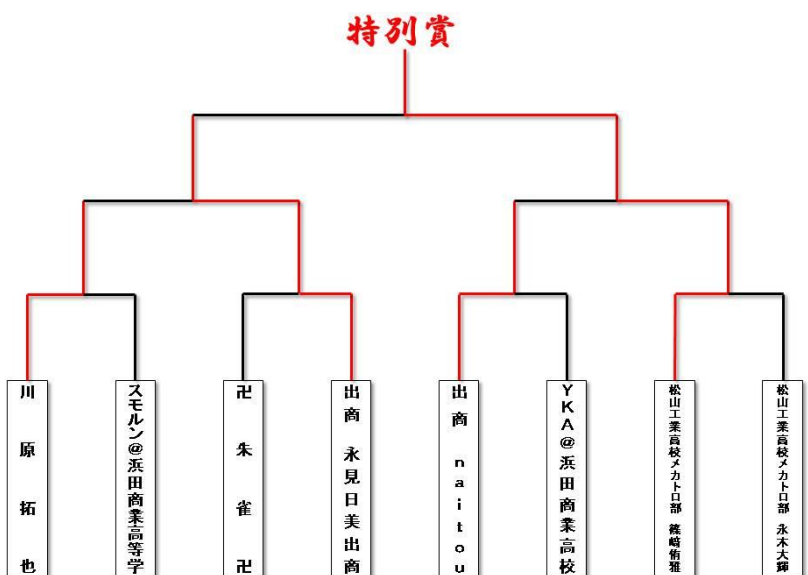 特別賞
川原拓也
スモルン@浜田商業高等学
卍朱雀卍
出商 永見日美出商
出商 naitou
YKA@浜田商業高校
松山工業高校メカトロ部 篠﨑侑雅
松山工業高校メカトロ部 永木大輝